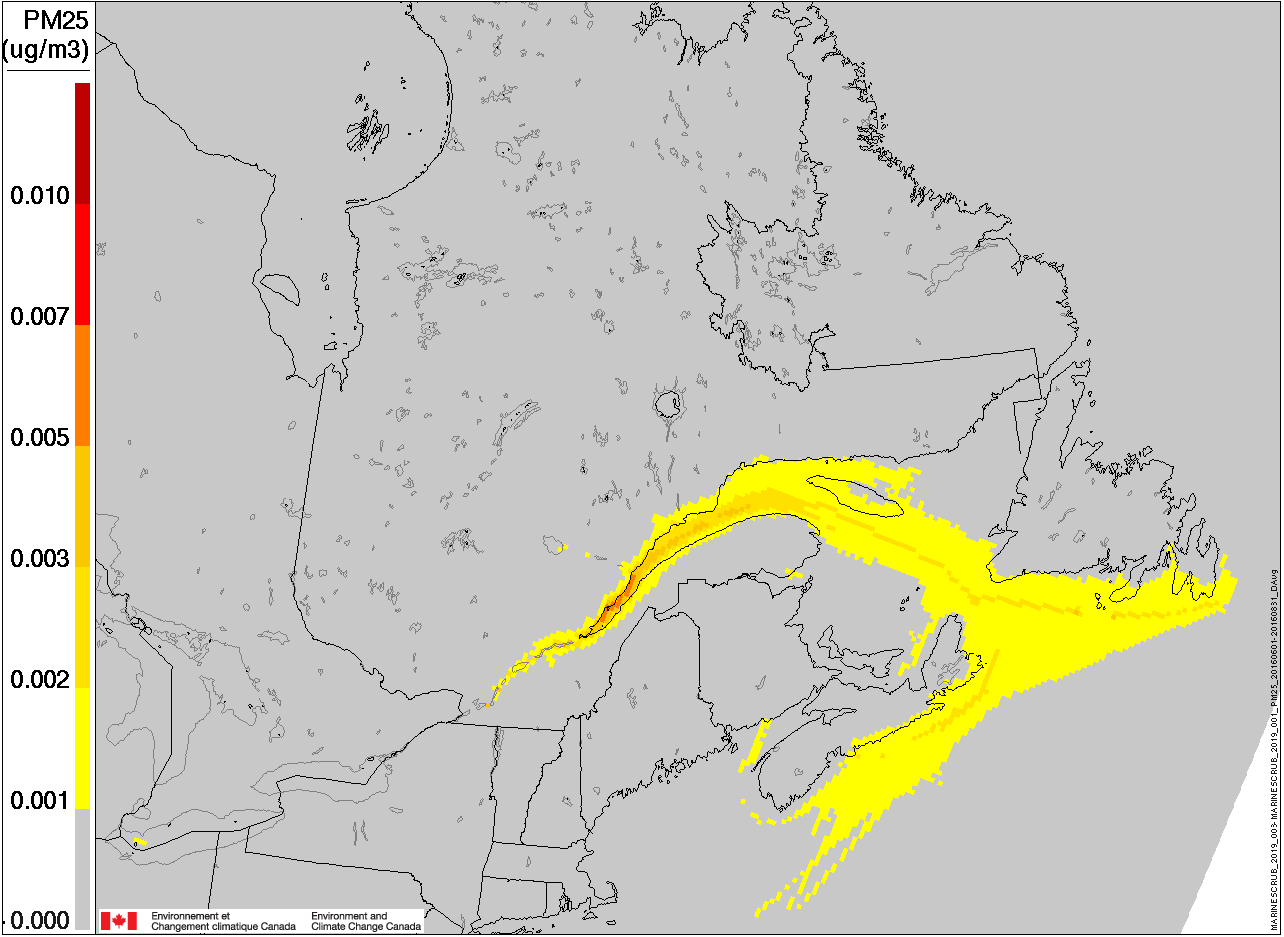 PM25
(ug/m3)
0.010
0.007
0.005
0.003
0.002
0.001
0.000
Environnement et
Changement climatique Canada
Environment and
Climate Change Canada
MARINESCRUB_2019_003-MARINESCRUB_2019_001_PM25_20160601-20160831_DAvg